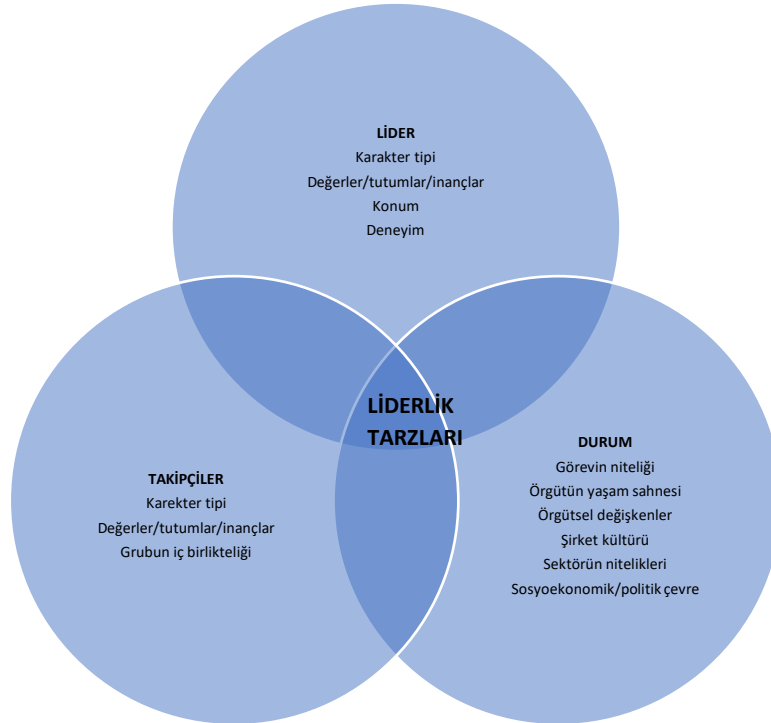 LİDER
Karakter tipi
Değerler/tutumlar/inançlar
Konum
Deneyim
LİDERLİK
TARZLARI
TAKİPÇİLER
Karekter tipi
Değerler/tutumlar/inançlar
Grubun iç birlikteliği
DURUM
Görevin niteliği
Örgütün yaşam sahnesi
Örgütsel değişkenler
Şirket kültürü
Sektörün nitelikleri
Sosyoekonomik/politik çevre